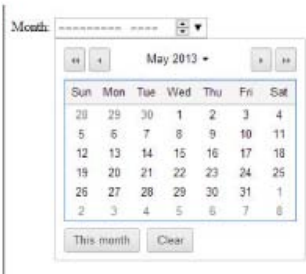 Month: --------- ----
May 2013
Sun Mon Tue Wed Thu Fri Sat
28 29 30 1 2 3 4
5 6 7 8 9 10 11
12 13 14 15 16 17 18
19 20 21 22 23 24 25
26 27 28 29 30 31 1
2 3 4 5 6 7 8
This month Clear